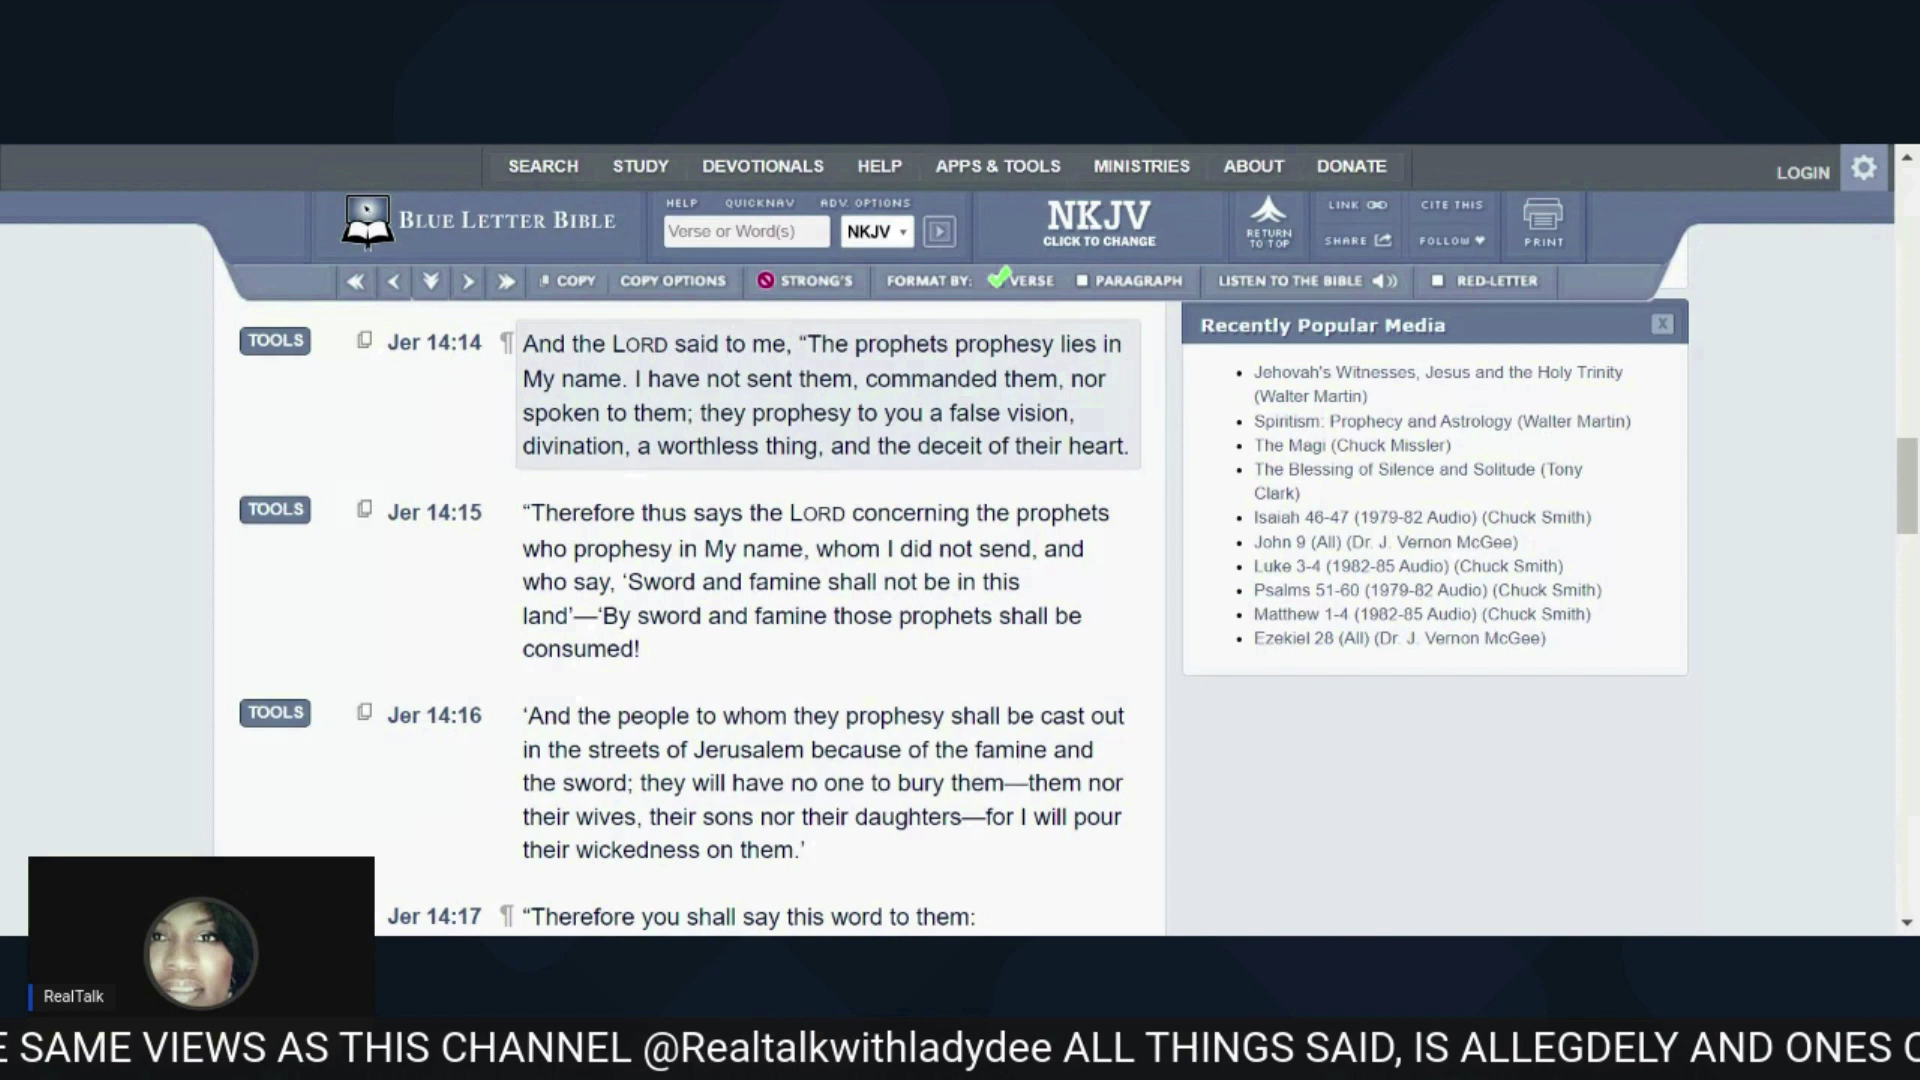 SEARCH STUDY DEVOTIONALS HELP APPS & TOOLS MINISTRIES ABOUT DONATE
LOGIN
BLUE LETTER BIBLE
HELP QUICKNAV ADV. OPTIONS
Verse or Word(s) NKJV
NKJV
CLICK TO CHANGE
RETURN
TO TOP
LINK CITE THIS
SHARE FOLLOW
PRINT
COPY COPY OPTIONS STRONG'S FORMAT BY: VERSE PARAGRAPH LISTEN TO THE BIBLE RED-LETTER
TOOLS Jer 14:14 ¶ And the LORD said to me, “The prophets prophesy lies in
My name. I have not sent them, commanded them, nor
spoken to them; they prophesy to you a false vision,
divination, a worthless thing, and the deceit of their heart.
TOOLS Jer 14:15 “Therefore thus says the LORD concerning the prophets
who prophesy in My name, whom I did not send, and
who say, ‘Sword and famine shall not be in this
land’—‘By sword and famine those prophets shall be
consumed!
TOOLS Jer 14:16 ‘And the people to whom they prophesy shall be cast out
in the streets of Jerusalem because of the famine and
the sword; they will have no one to bury them—them nor
their wives, their sons nor their daughters—for I will pour
their wickedness on them.’
Jer 14:17 ¶ “Therefore you shall say this word to them:
Recently Popular Media X
• Jehovah's Witnesses, Jesus and the Holy Trinity
(Walter Martin)
• Spiritism: Prophecy and Astrology (Walter Martin)
• The Magi (Chuck Missler)
• The Blessing of Silence and Solitude (Tony
Clark)
• Isaiah 46-47 (1979-82 Audio) (Chuck Smith)
• John 9 (All) (Dr. J. Vernon McGee)
• Luke 3-4 (1982-85 Audio) (Chuck Smith)
• Psalms 51-60 (1979-82 Audio) (Chuck Smith)
• Matthew 1-4 (1982-85 Audio) (Chuck Smith)
• Ezekiel 28 (All) (Dr. J. Vernon McGee)
RealTalk
E SAME VIEWS AS THIS CHANNEL @Realtalkwithladydee ALL THINGS SAID, IS ALLEGDELY AND ONES